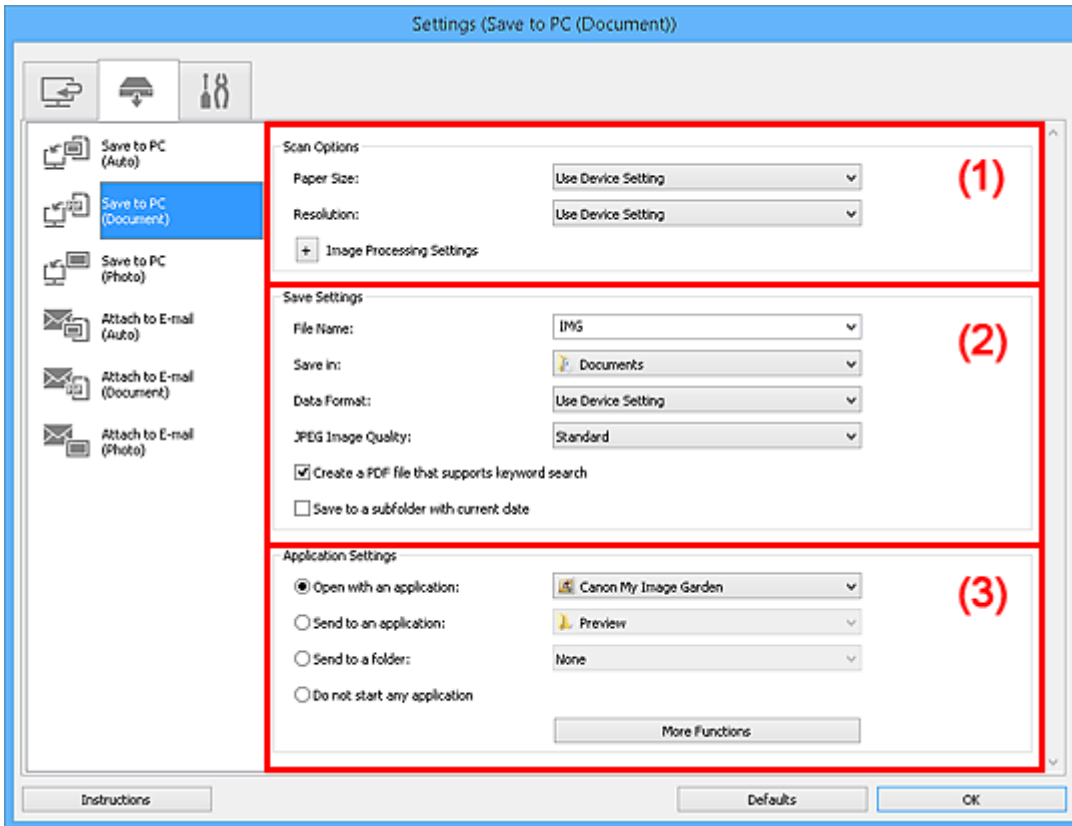 Settings (Save to PC (Document))
Save to PC
(Auto)
Save to PC
(Document)
Save to PC
(Photo)
Attach to E-mail
(Auto)
Attach to E-mail
(Document)
Attach to E-mail
(Photo)
Scan Options
(1)
Paper Size: Use Device Setting
Resolution: Use Device Setting
+ Image Processing Settings
Save Settings
(2)
File Name: IMG
Save in: Documents
Data Format: Use Device Setting
JPEG Image Quality: Standard
Create a PDF file that supports keyword search
Save to a subfolder with current date
Application Settings
(3)
Open with an application: Canon My Image Garden
Send to an application: Preview
Send to a folder: None
Do not start any application
More Functions
Instructions Defaults OK